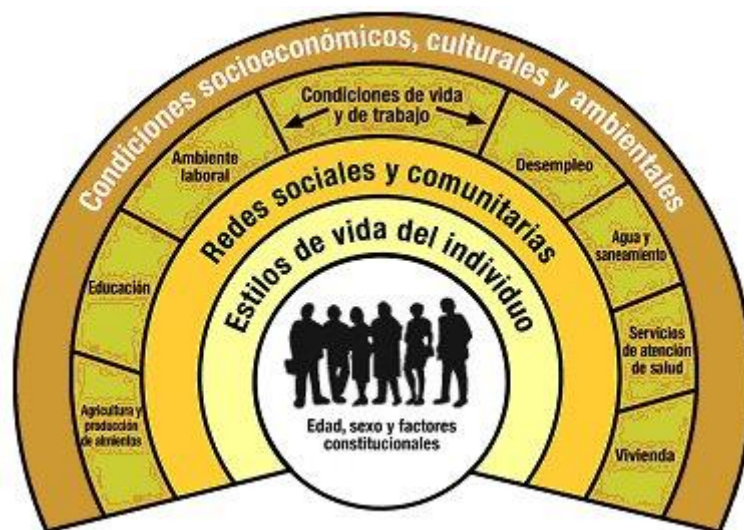 Condiciones socioeconómicos, culturales y ambientales
Condiciones de vida
y de trabajo
Ambiente
laboral
Desempleo
Redes sociales y comunitarias
Agua y
saneamiento
Estilos de vida del individuo
Educación
Servicios
de atención
de salud
Agricultura y
producción
de alimientos
Edad, sexo y factores
constitucionales
Vivienda